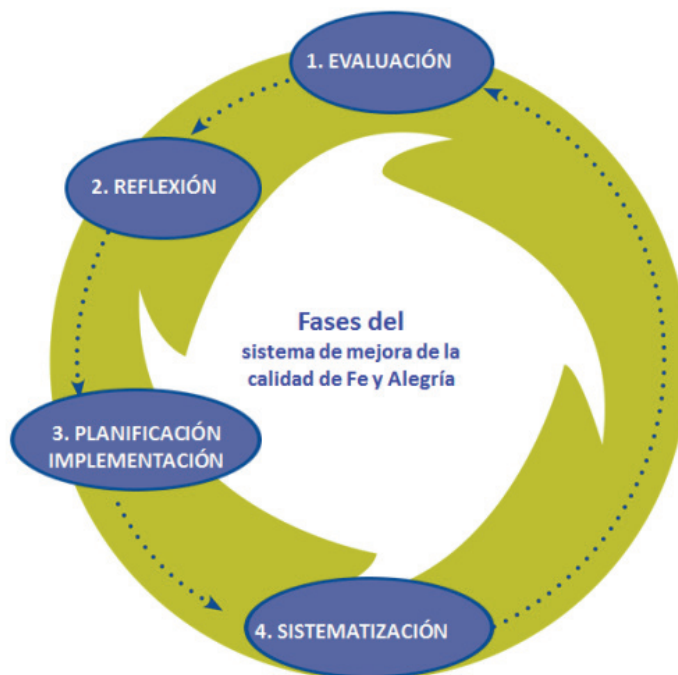 1. EVALUACIÓN
2. REFLEXIÓN
Fases del
sistema de mejora de la
calidad de Fe y Alegría
3. PLANIFICACIÓN
IMPLEMENTACIÓN
4. SISTEMATIZACIÓN